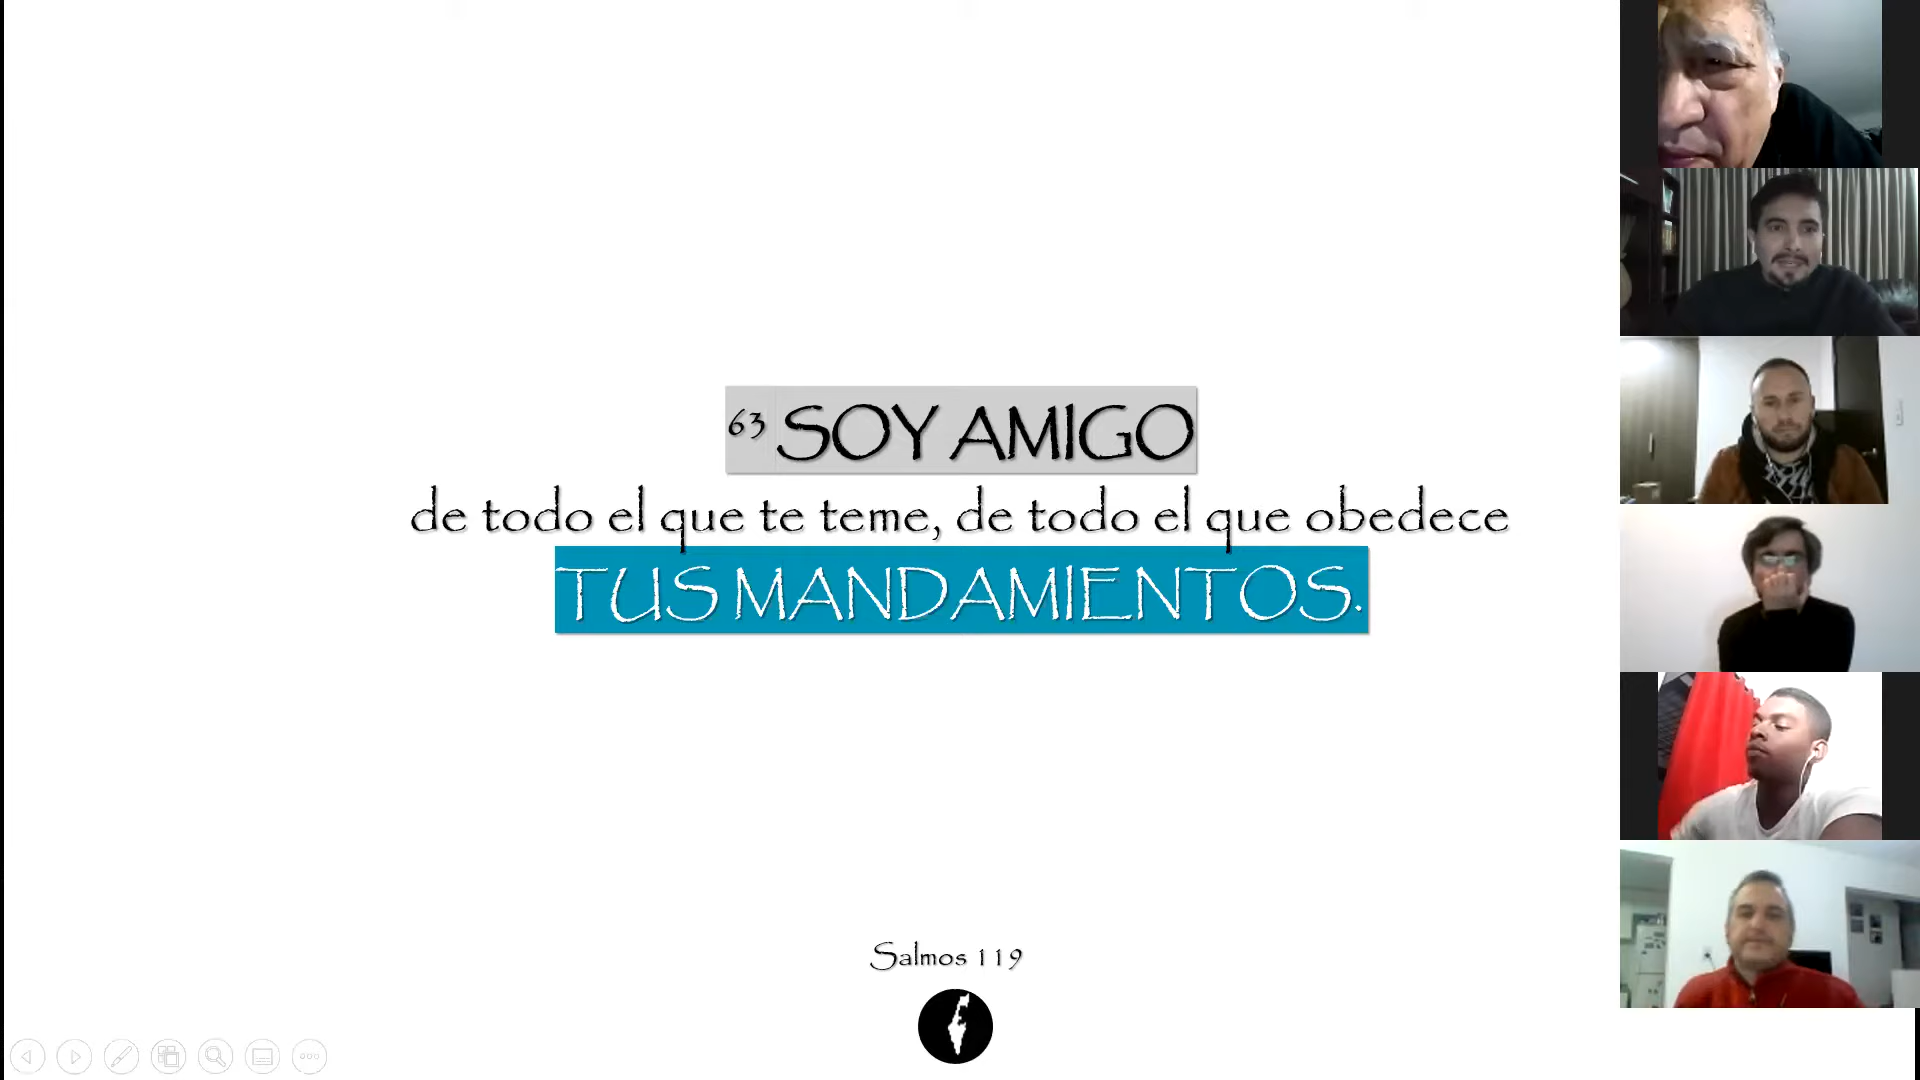 63 SOY AMIGO
de todo el que te teme, de todo el que obedece
TUS MANDAMIENTOS.
Salmos 119